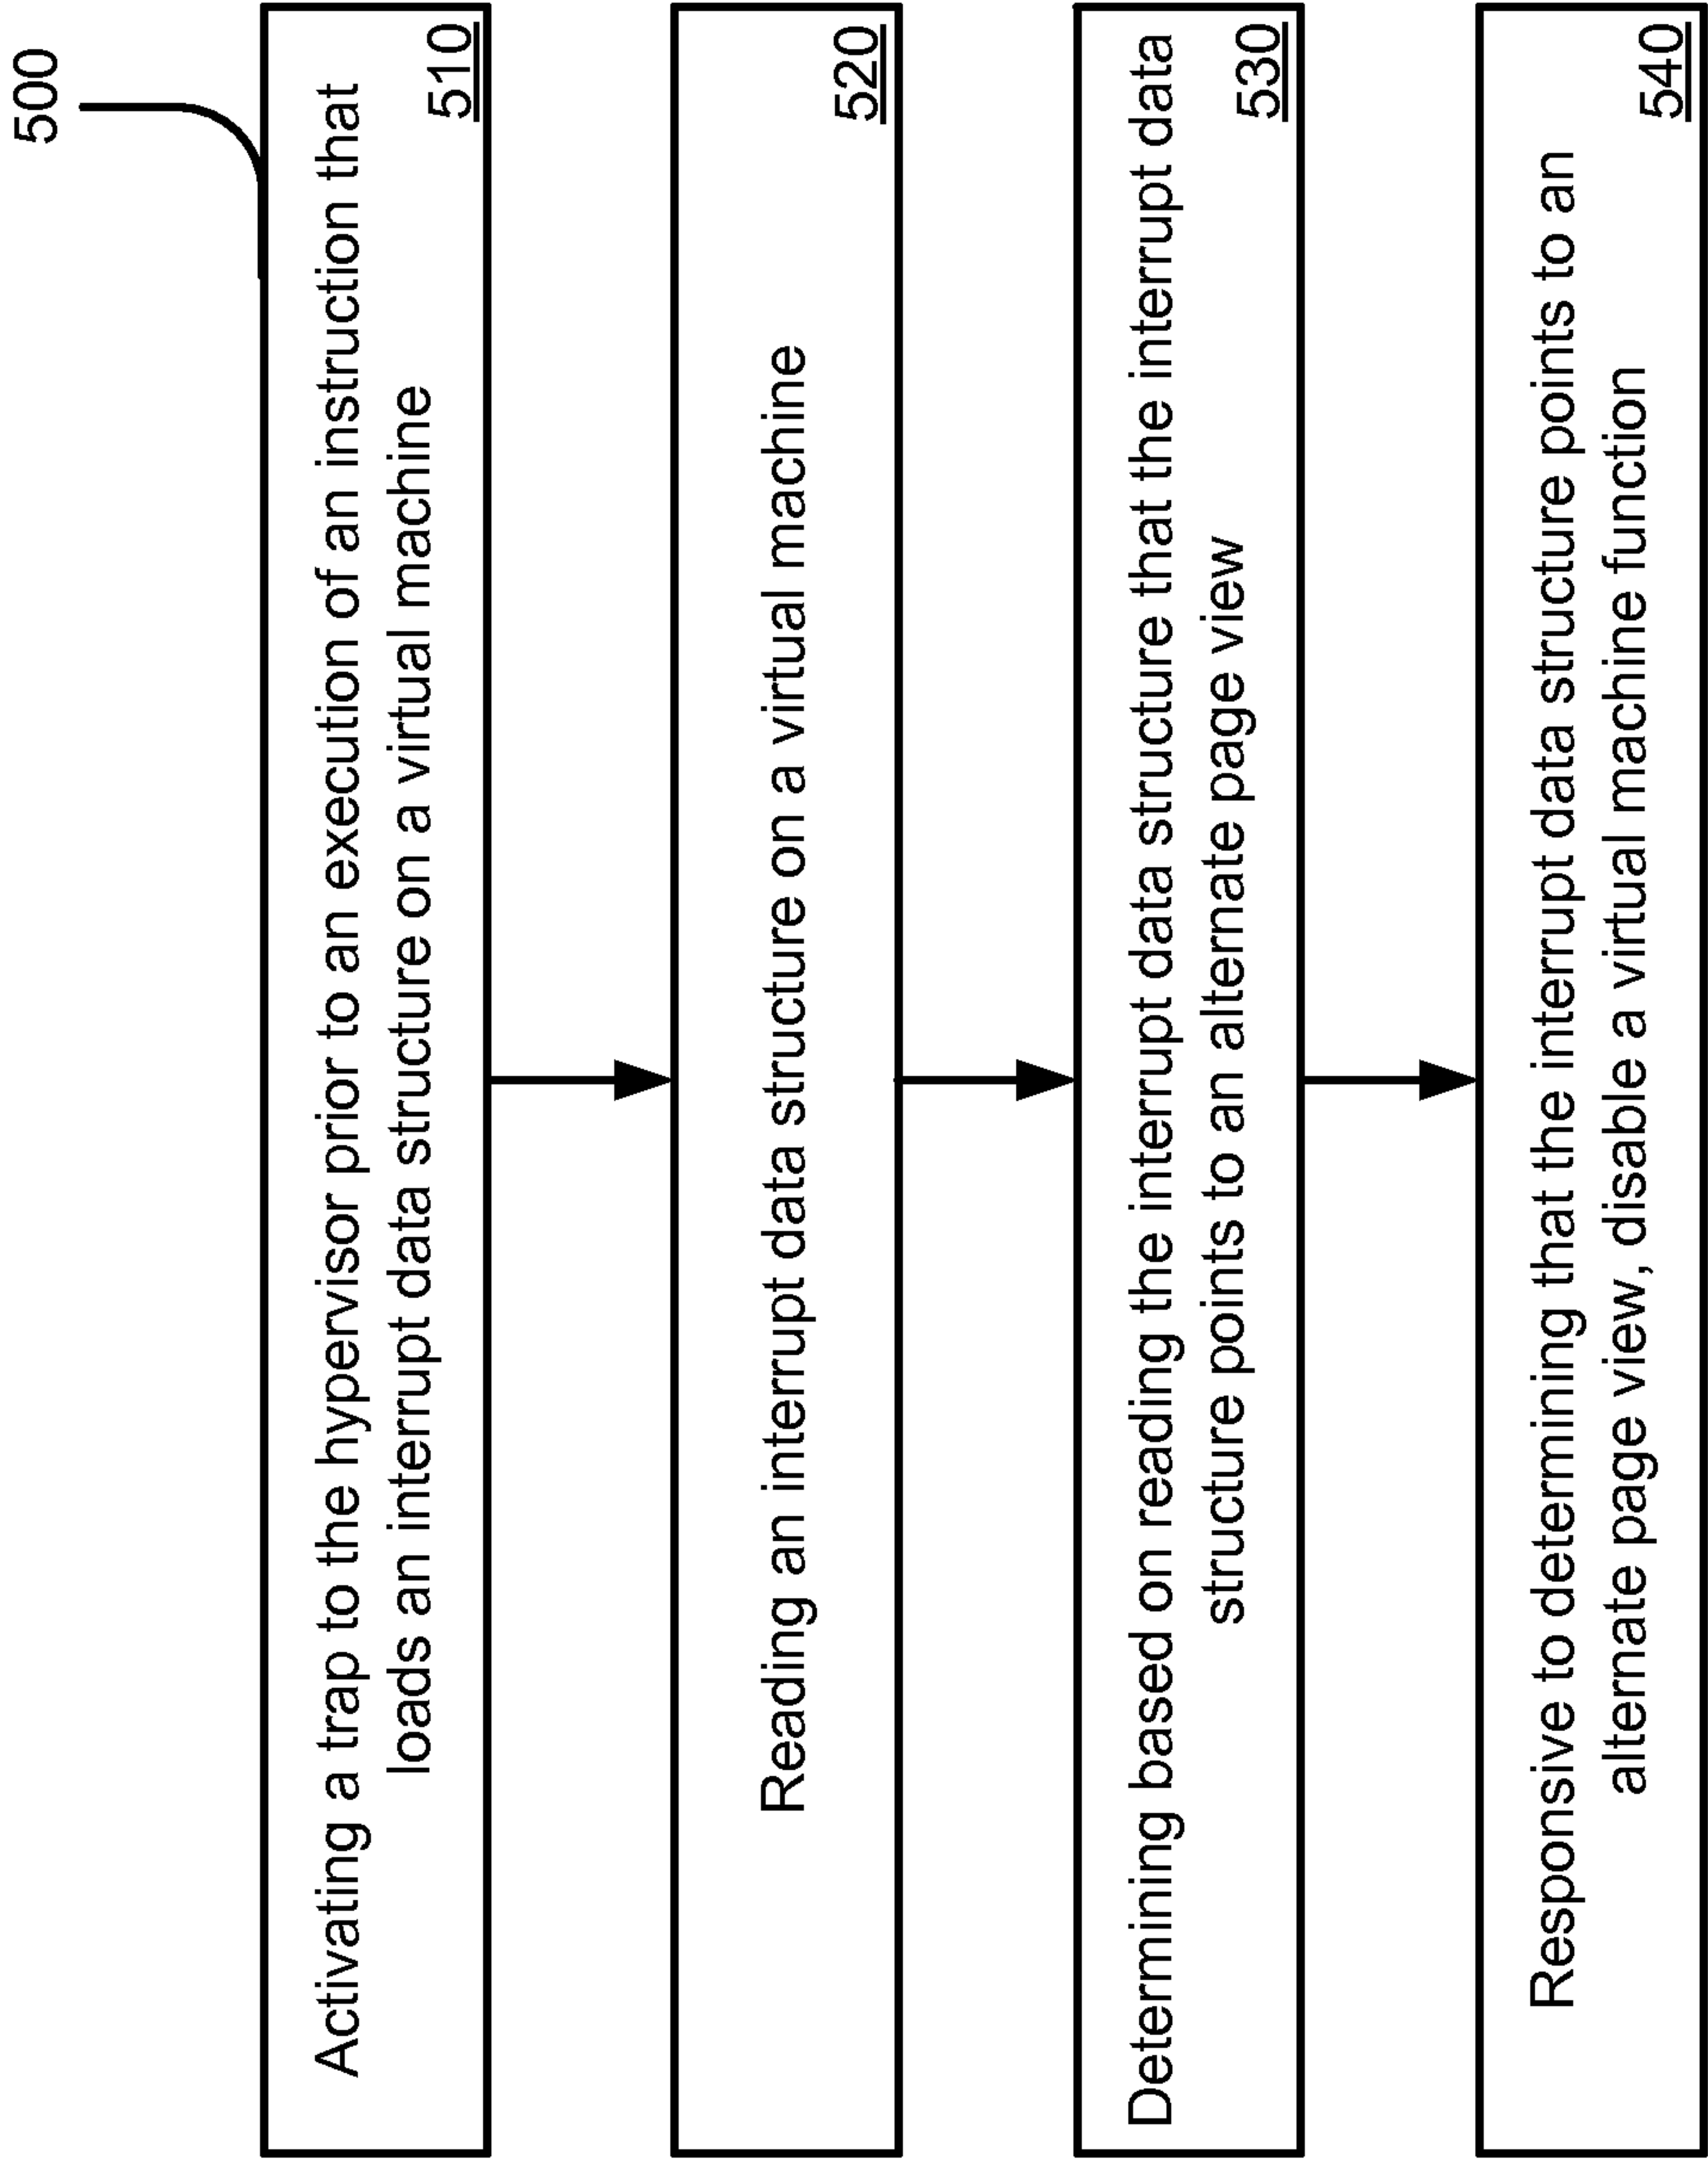 500
Activating a trap to the hypervisor prior to an execution of an instruction that
loads an interrupt data structure on a virtual machine
510
Reading an interrupt data structure on a virtual machine
520
Determining based on reading the interrupt data structure that the interrupt data
structure points to an alternate page view
530
Responsive to determining that the interrupt data structure points to an
alternate page view, disable a virtual machine function
540